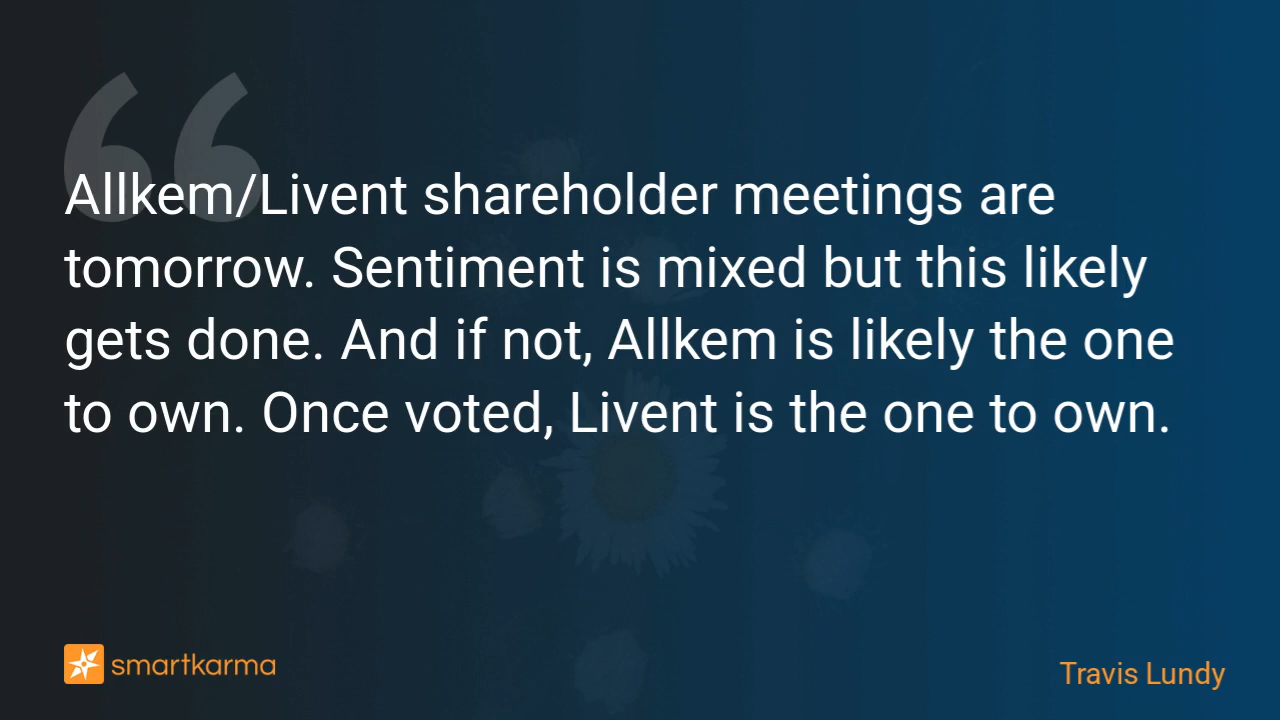 Allkem/Livent shareholder meetings are
tomorrow. Sentiment is mixed but this likely
gets done. And if not, Allkem is likely the one
to own. Once voted, Livent is the one to own.
smartkarma
Travis Lundy